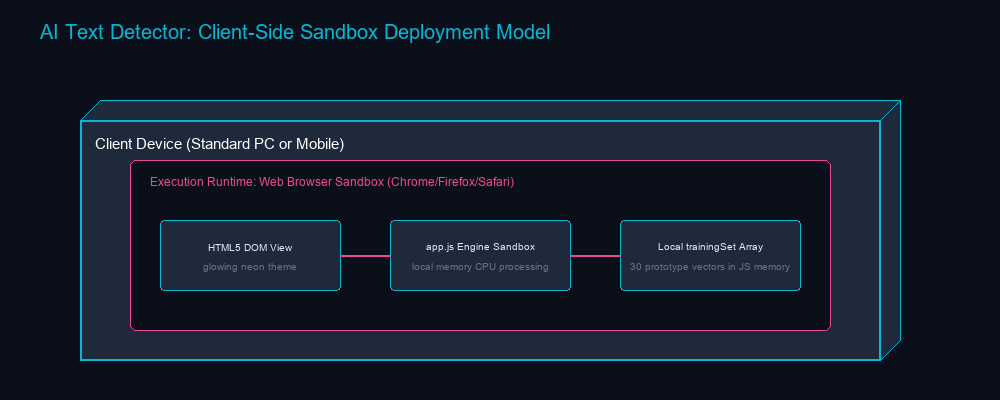 AI Text Detector: Client-Side Sandbox Deployment Model
Client Device (Standard PC or Mobile)
Execution Runtime: Web Browser Sandbox (Chrome/Firefox/Safari)
HTML5 DOM View
glowing neon theme
app.js Engine Sandbox
local memory CPU processing
Local trainingSet Array
30 prototype vectors in JS memory